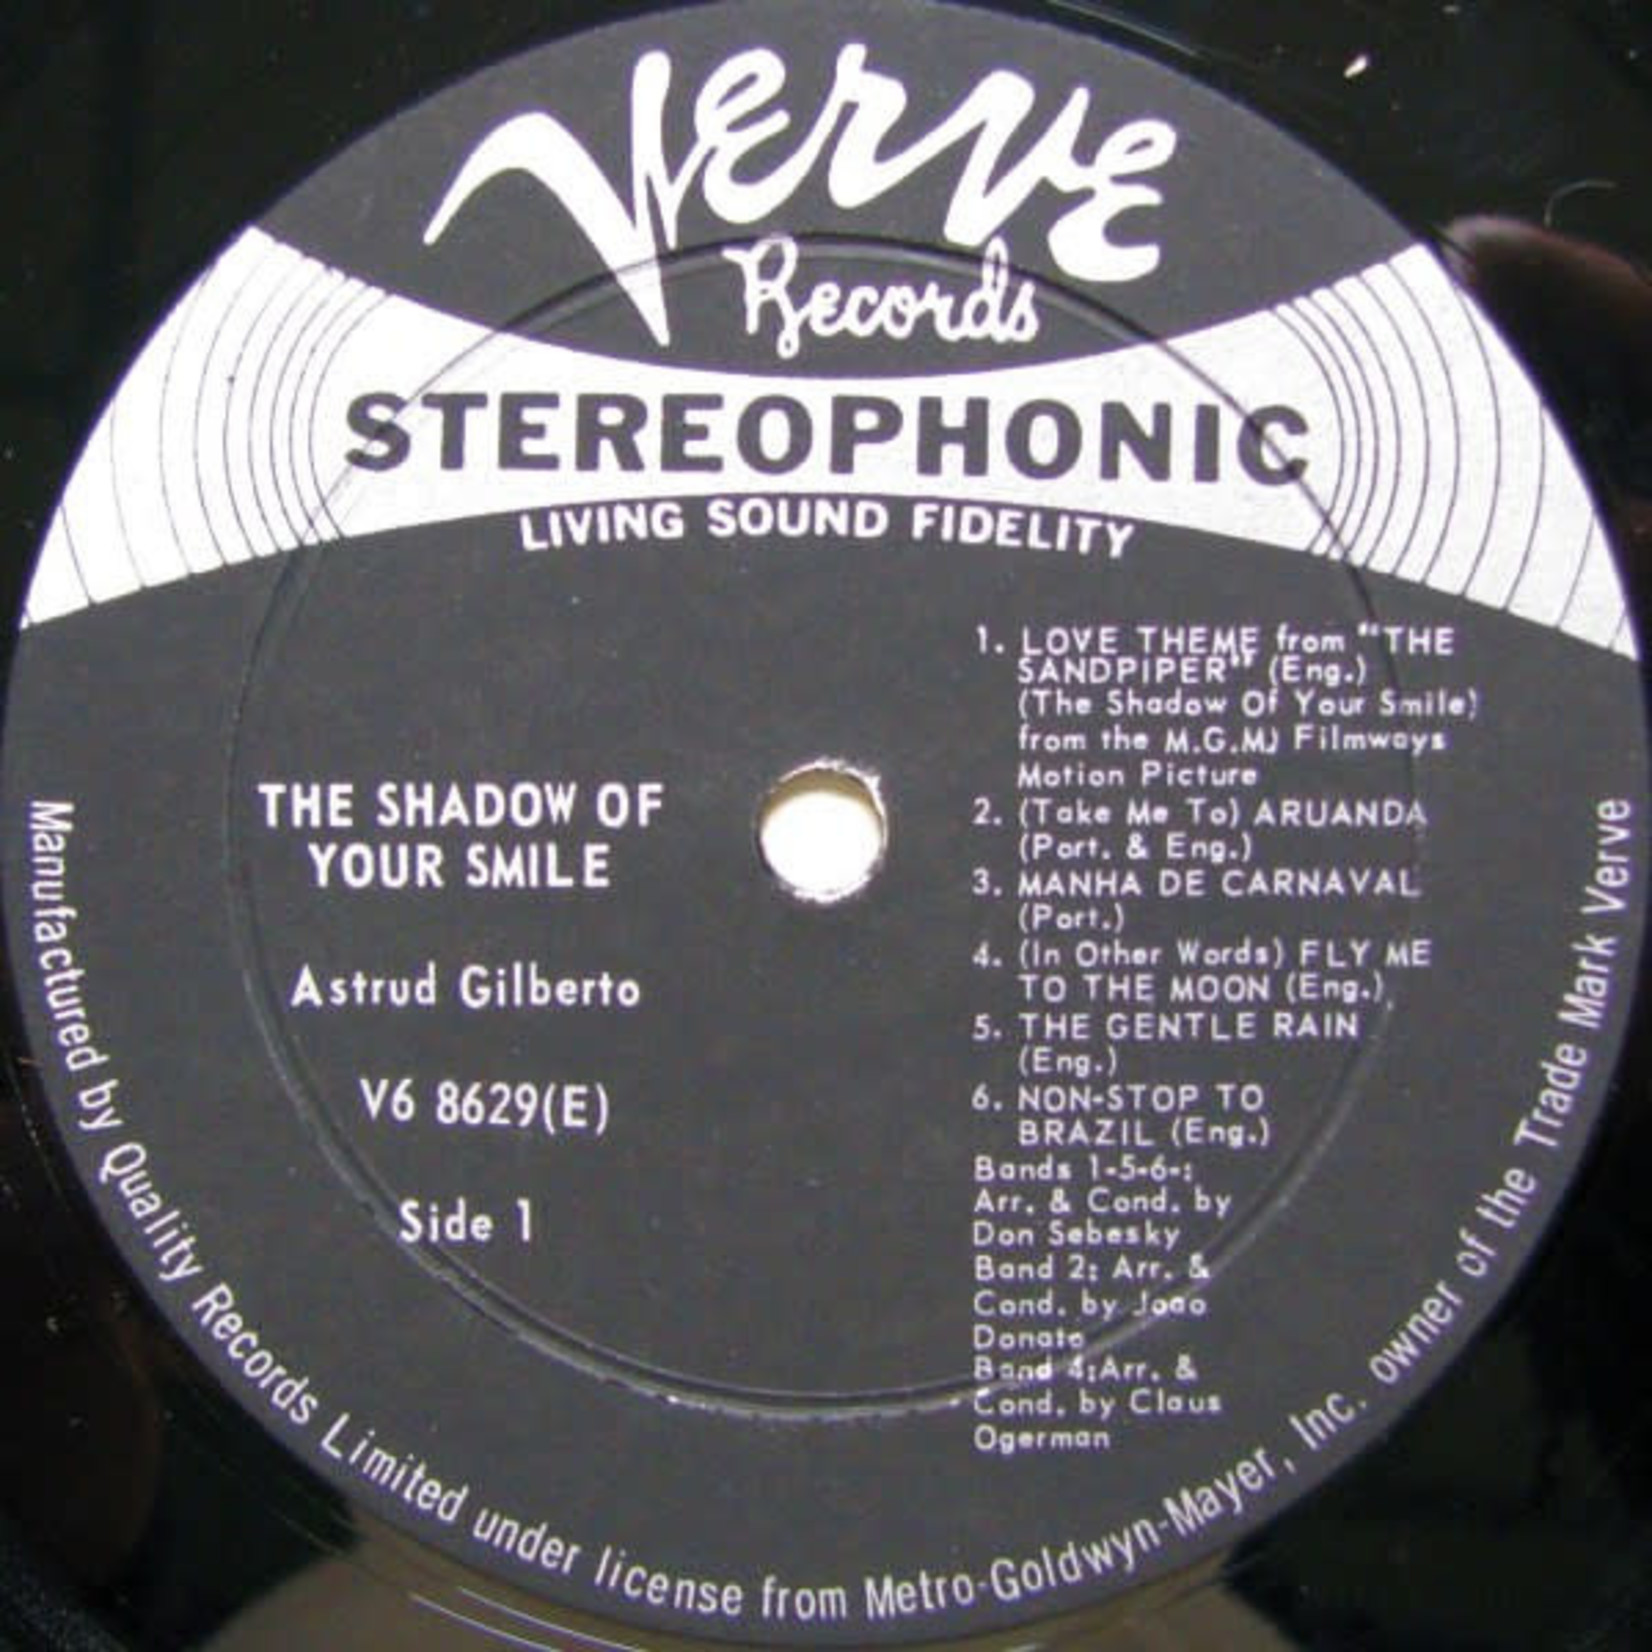 Verve
Records
STEREOPHONIC
LIVING SOUND FIDELITY
THE SHADOW OF
YOUR SMILE
Astrud Gilberto
V6 8629(E)
Side 1
1. LOVE THEME from "THE
SANDPIPER" (Eng.)
(The Shadow Of Your Smile)
from the M.G.M) Filmways
Motion Picture
2. (Take Me To) ARUANDA
(Port. & Eng.)
3. MANHA DE CARNAVAL
(Port.)
4. (In Other Words) FLY ME
TO THE MOON (Eng.)
5. THE GENTLE RAIN
(Eng.)
6. NON-STOP TO
BRAZIL (Eng.)
Bands 1-5-6-:
Arr. & Cond. by
Don Sebesky
Band 2: Arr. &
Cond. by Joao
Donato
Band 4:Arr. &
Cond. by Claus
Ogerman
Manufactured by Quality Records Limited under license from Metro-Goldwyn-Mayer, Inc. owner of the Trade Mark Verve